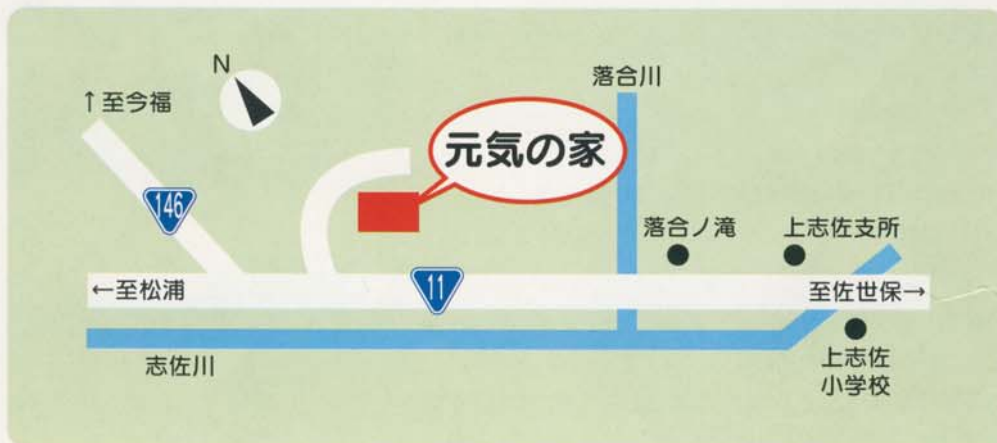 N
↑至今福
落合川
元気の家
146
落合ノ滝
上志佐支所
11
←至松浦
至佐世保→
志佐川
上志佐
小学校